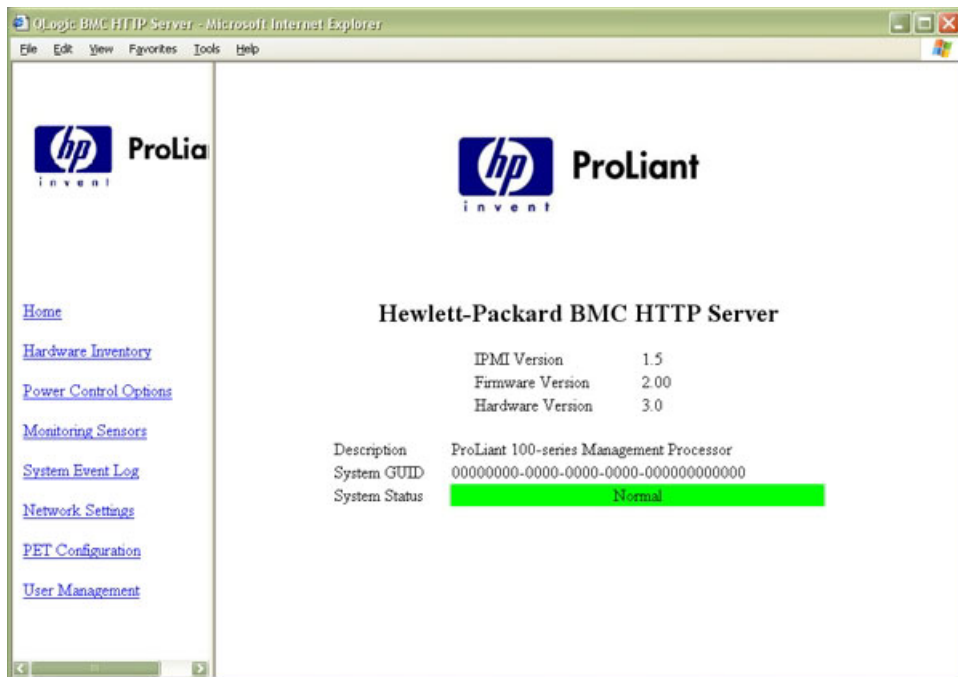 QLogic BMC HTTP Server - Microsoft Internet Explorer
File Edit View Favorites Tools Help
hp
invent
ProLia
Home
Hardware Inventory
Power Control Options
Monitoring Sensors
System Event Log
Network Settings
PET Configuration
User Management
hp
invent
ProLiant
Hewlett-Packard BMC HTTP Server
IPMI Version 1.5
Firmware Version 2.00
Hardware Version 3.0
Description ProLiant 100-series Management Processor
System GUID 00000000-0000-0000-0000-000000000000
System Status Normal